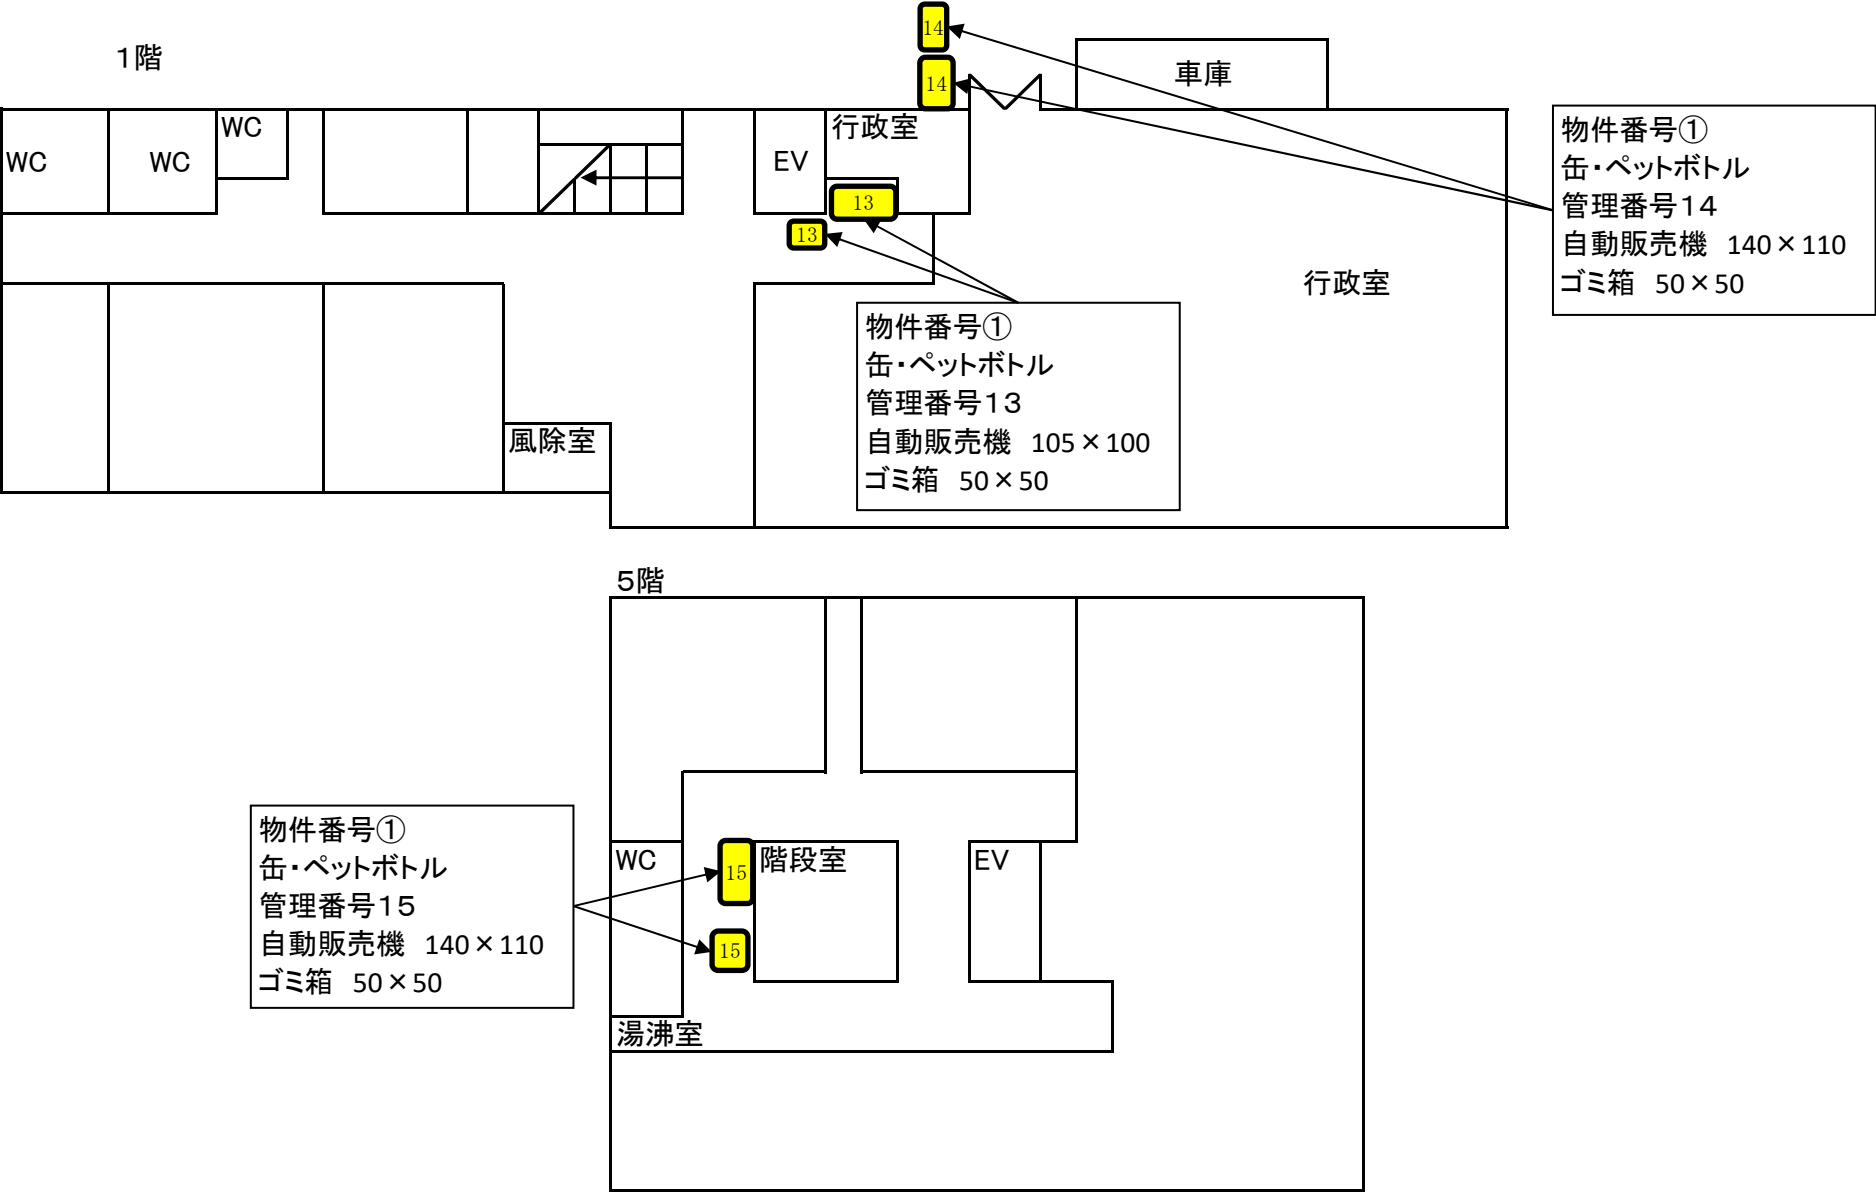 1階
14
14
車庫
WC
WC
WC
EV
行政室
13
13
行政室
物件番号①
缶・ペットボトル
管理番号14
自動販売機 140×110
ゴミ箱 50×50
物件番号①
缶・ペットボトル
管理番号13
自動販売機 105×100
ゴミ箱 50×50
風除室
5階
物件番号①
缶・ペットボトル
管理番号15
自動販売機 140×110
ゴミ箱 50×50
WC
15
階段室
EV
15
湯沸室